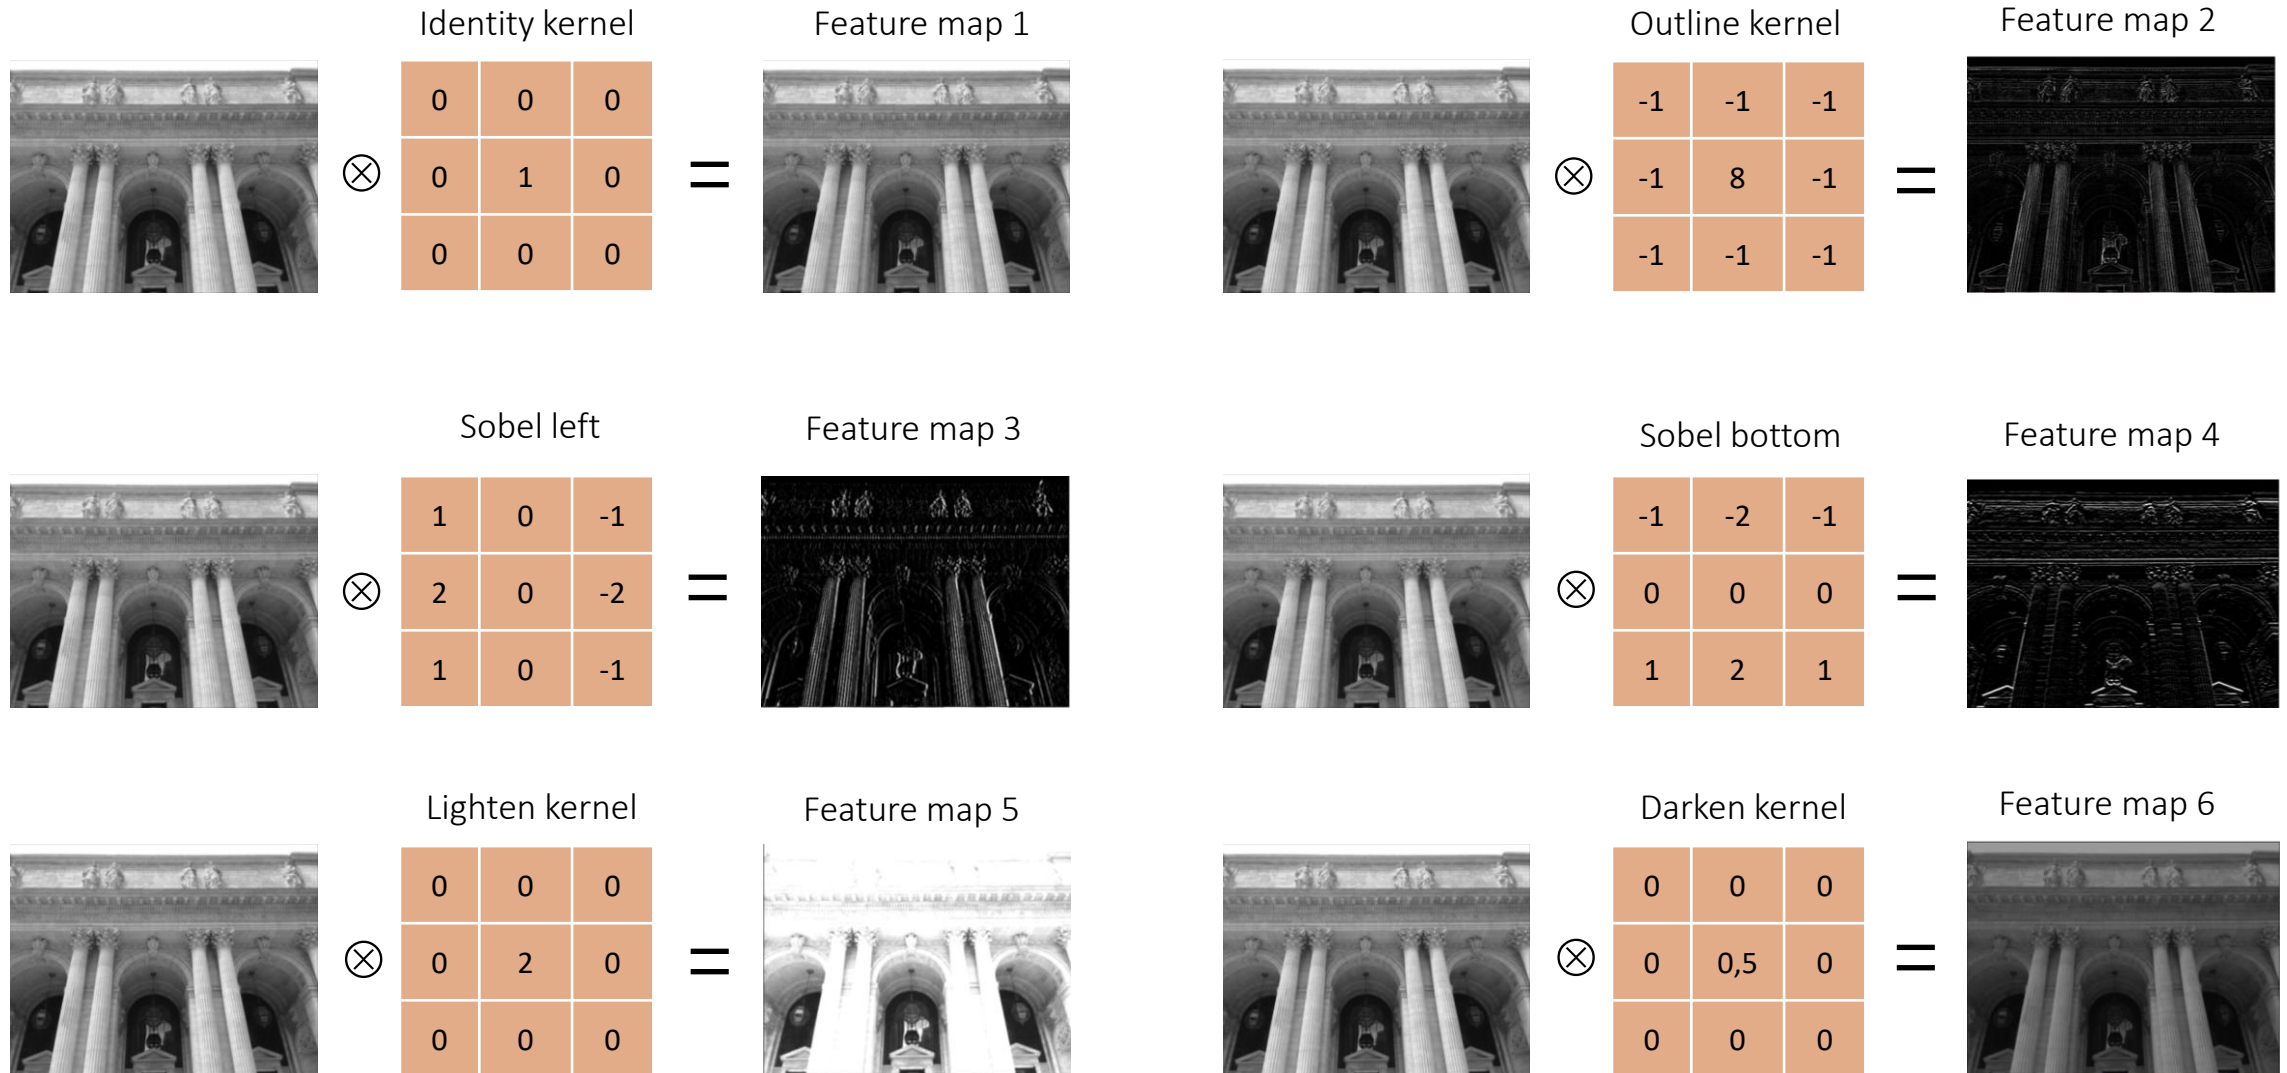 Identity kernel
Feature map 1
0 0 0
0 1 0
0 0 0
=
Outline kernel
Feature map 2
-1 -1 -1
-1 8 -1
-1 -1 -1
=
Sobel left
Feature map 3
1 0 -1
2 0 -2
1 0 -1
=
Sobel bottom
Feature map 4
-1 -2 -1
0 0 0
1 2 1
=
Lighten kernel
Feature map 5
0 0 0
0 2 0
0 0 0
=
Darken kernel
Feature map 6
0 0 0
0 0,5 0
0 0 0
=